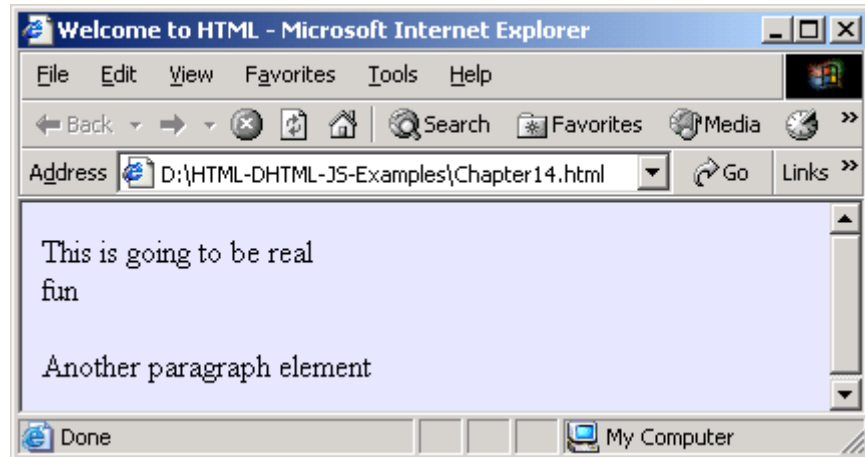 Welcome to HTML - Microsoft Internet Explorer
File Edit View Favorites Tools Help
Back Search Favorites Media »
Address D:\HTML-DHTML-JS-Examples\Chapter14.html Go Links »
This is going to be real
fun
Another paragraph element
Done My Computer